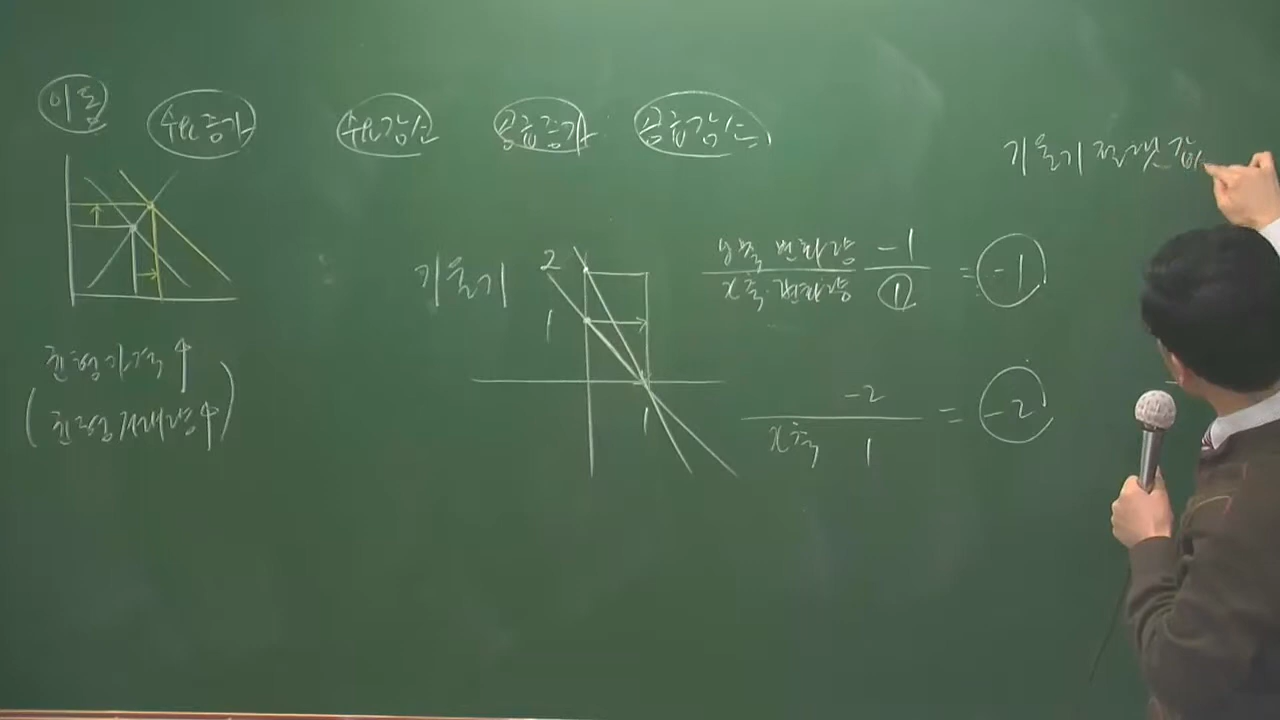 이동
수요증가 수요감소 공급증가 공급감소
기울기 절댓값
기울기
2
1
1
y축 변화량 -1
x축 변화량 1
= -1
-2
x축 1
= -2
균형가격↑
(균형거래량↑)